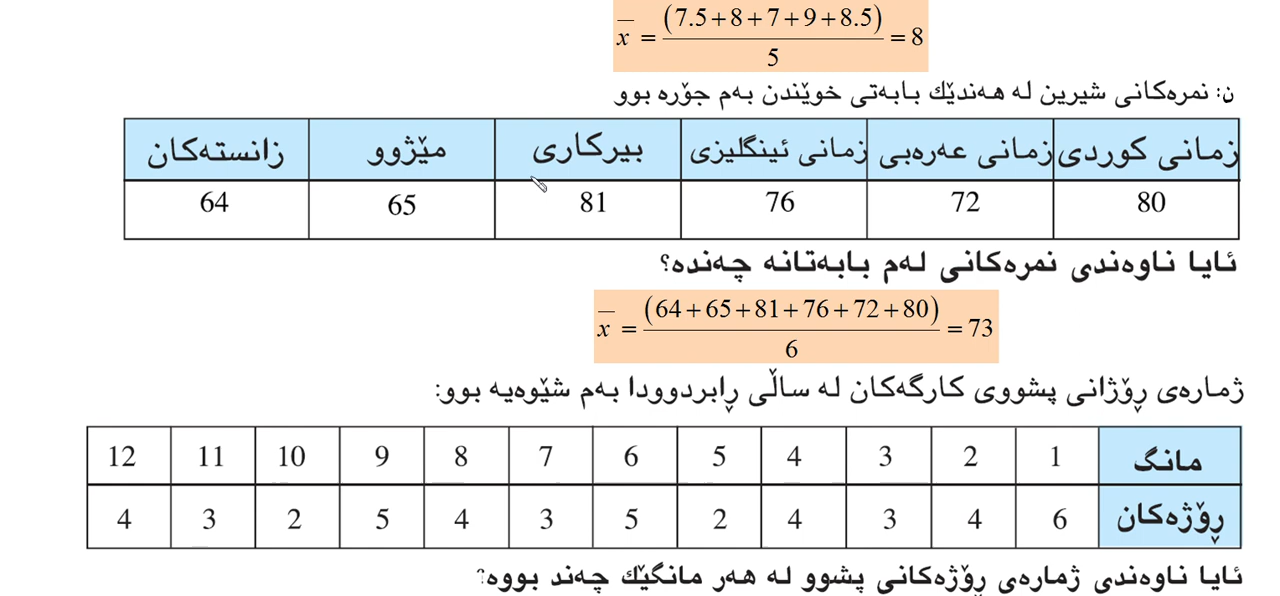 x̄ = (7.5+8+7+9+8.5) / 5 = 8
ن: نمرەکانی شیرین لە هەندێك بابەتی خوێندن بەم جۆرە بوو
زمانی کوردی زمانی عەرەبی زمانی ئینگلیزی بیرکاری مێژوو زانستەکان
80 72 76 81 65 64
ئایا ناوەندی نمرەکانی لەم بابەتانە چەندە؟
x̄ = (64+65+81+76+72+80) / 6 = 73
ژمارەی ڕۆژانی پشووی کارگەکان لە ساڵی ڕابردوودا بەم شێوەیە بوو:
مانگ 1 2 3 4 5 6 7 8 9 10 11 12
ڕۆژەکان 6 4 3 4 2 5 3 4 5 2 3 4
ئایا ناوەندی ژمارەی ڕۆژەکانی پشوو لە هەر مانگێك چەند بووە؟